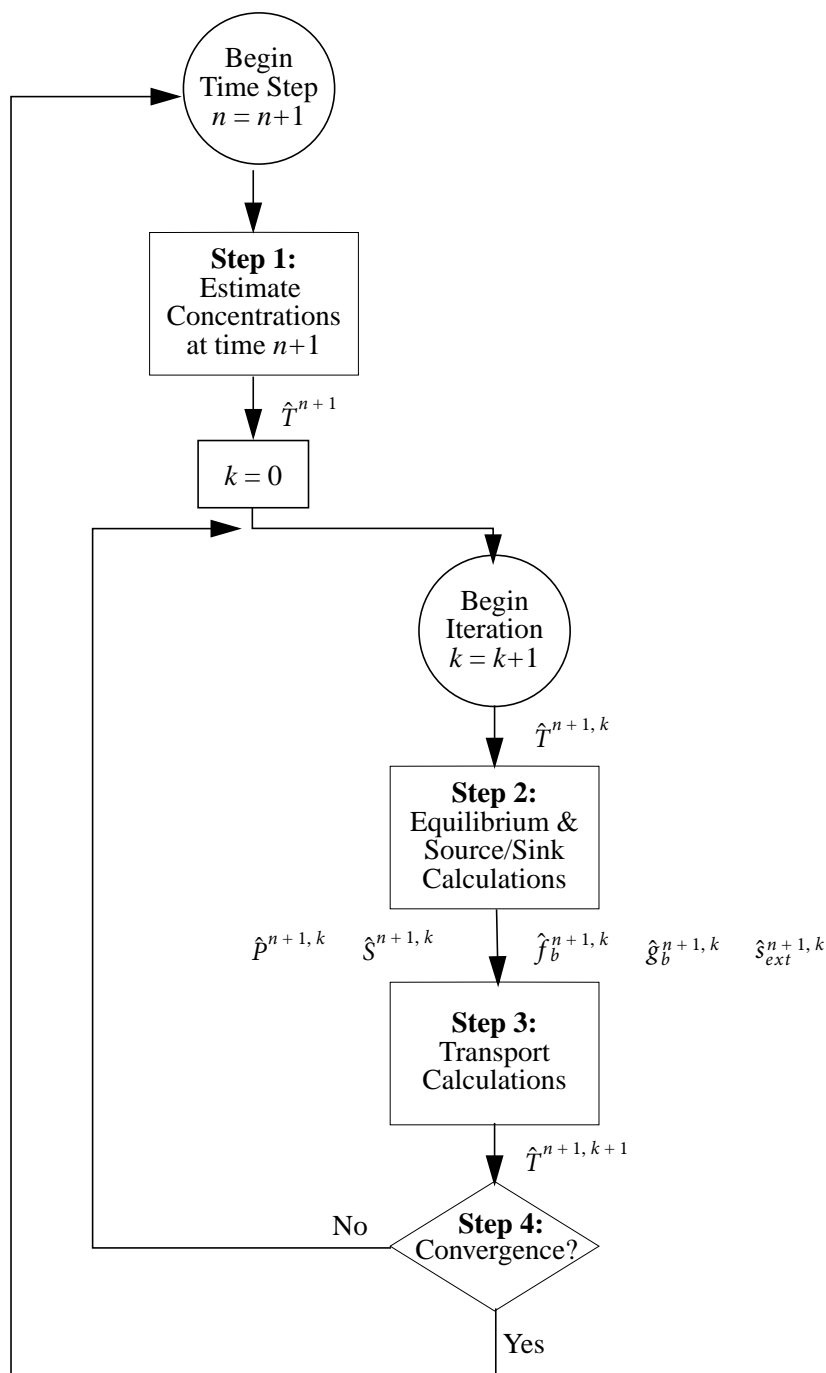 Begin
Time Step
n = n+1
Step 1:
Estimate
Concentrations
at time n+1
T̂ⁿ⁺¹
k = 0
Begin
Iteration
k = k+1
T̂^{n+1, k}
Step 2:
Equilibrium &
Source/Sink
Calculations
P̂^{n+1, k} Ŝ^{n+1, k} f̂_b^{n+1, k} ĝ_b^{n+1, k} ŝ_{ext}^{n+1, k}
Step 3:
Transport
Calculations
T̂^{n+1, k+1}
No
Step 4:
Convergence?
Yes